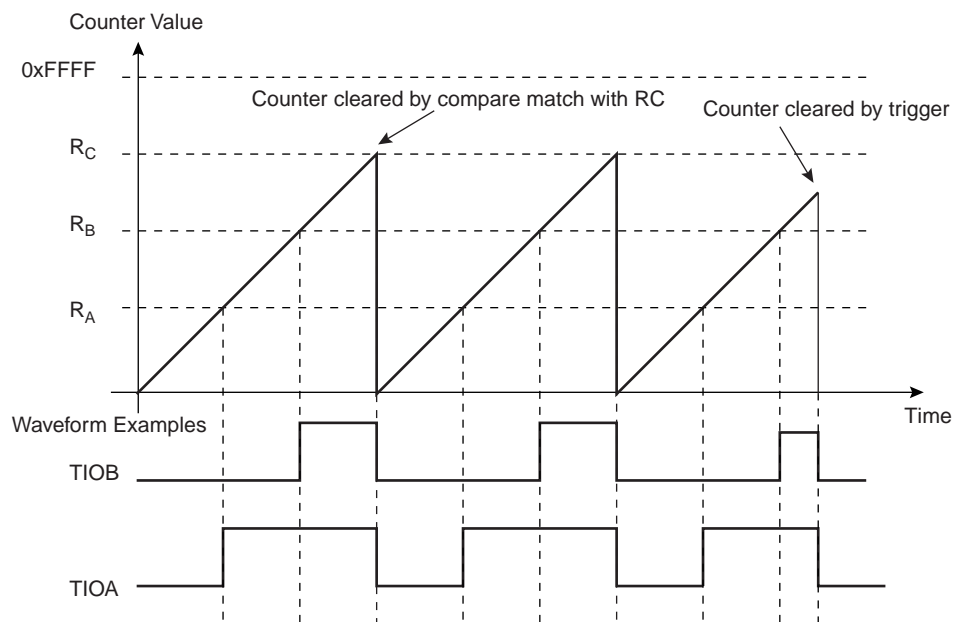 Counter Value
0xFFFF
Counter cleared by compare match with RC
Counter cleared by trigger
RC
RB
RA
Time
Waveform Examples
TIOB
TIOA